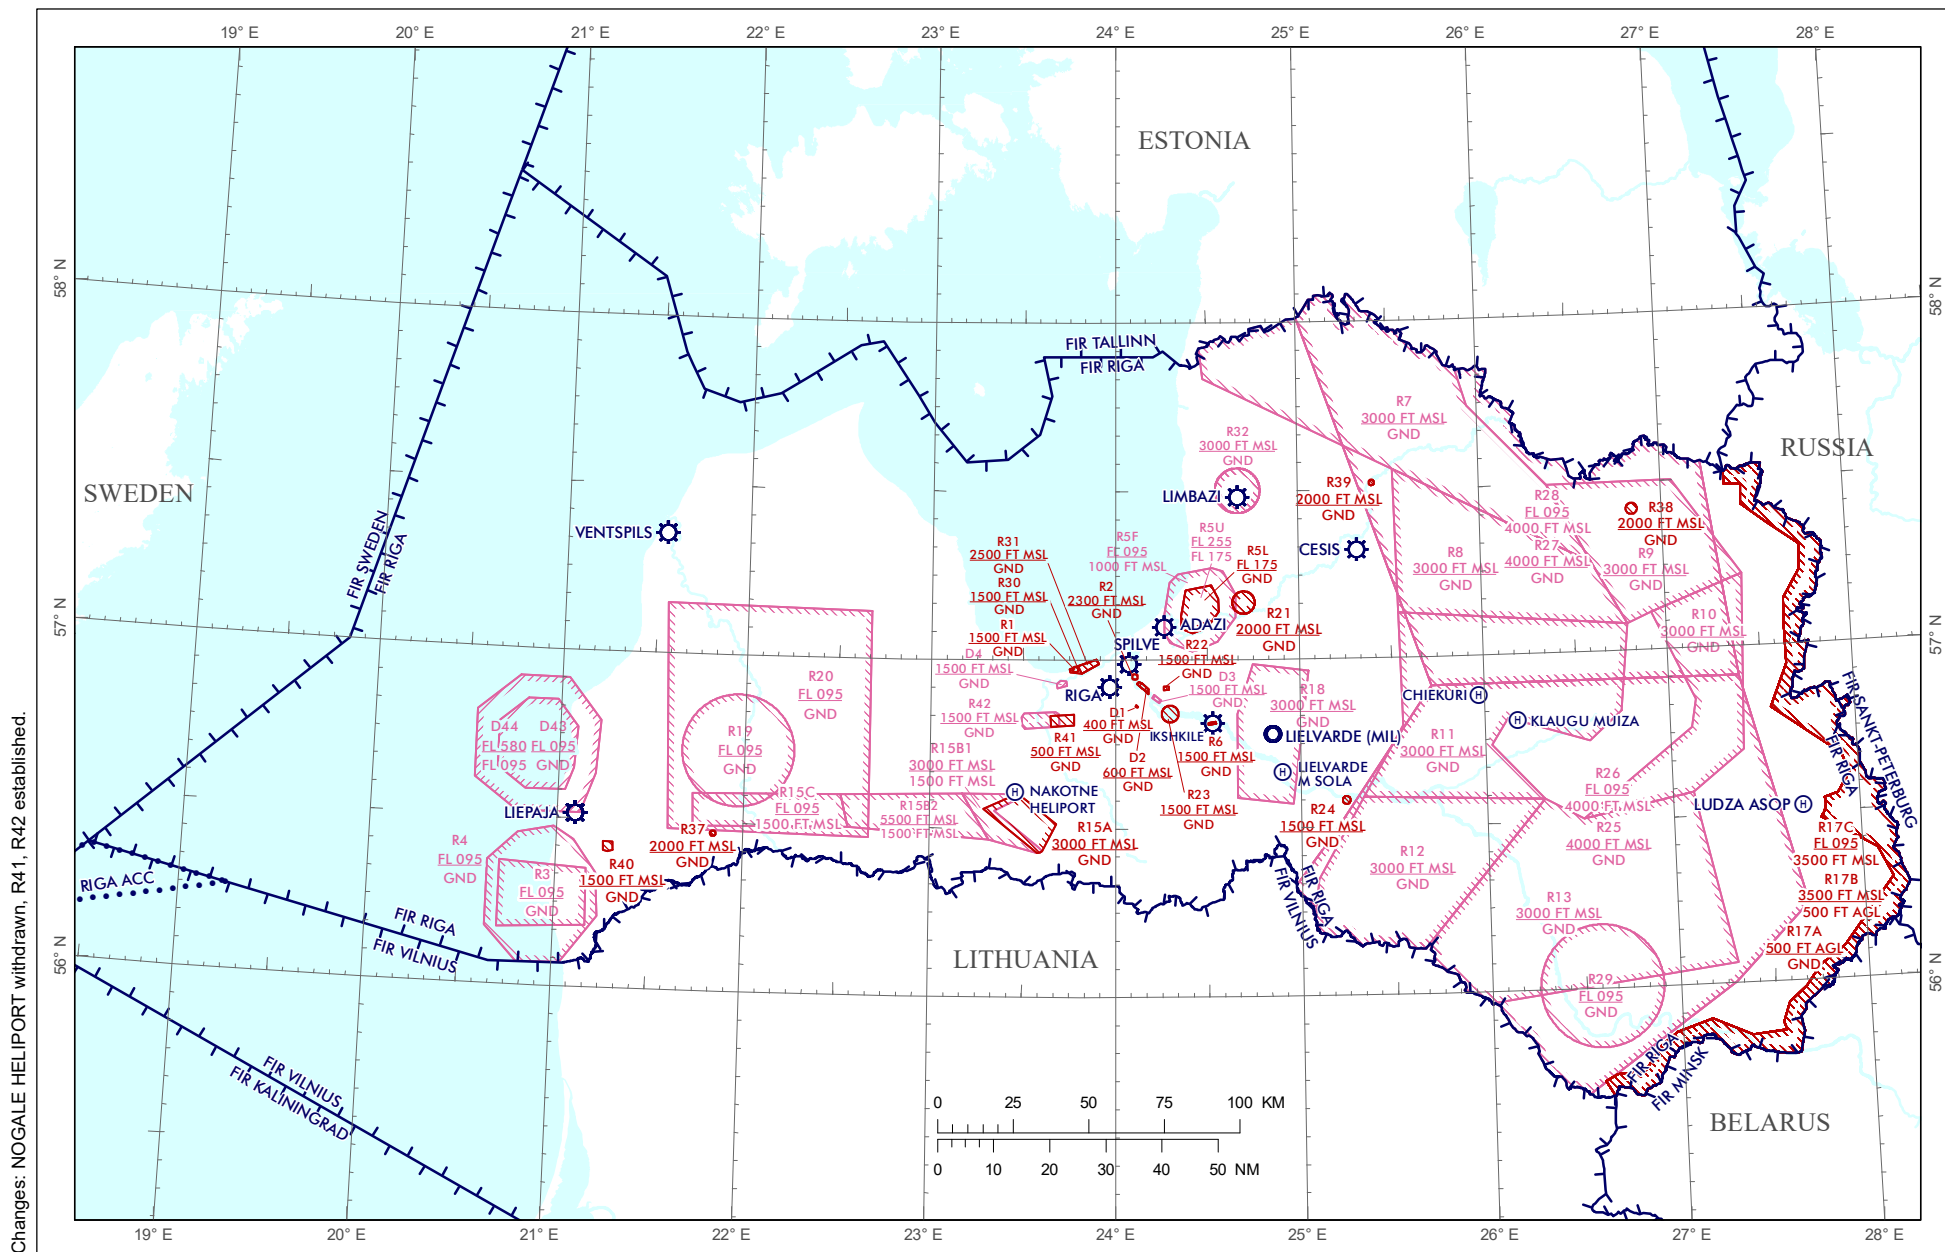 19° E
20° E
21° E
22° E
23° E
24° E
25° E
26° E
27° E
28° E
58° N
58° N
57° N
57° N
56° N
56° N
ESTONIA
RUSSIA
SWEDEN
LITHUANIA
BELARUS
FIR SWEDEN
FIR RIGA
FIR TALLINN
FIR RIGA
R7
3000 FT MSL
GND
R32
3000 FT MSL
GND
LIMBAZI
R39
2000 FT MSL
GND
R28
FL 095
4000 FT MSL
R27
4000 FT MSL
GND
R38
2000 FT MSL
GND
R9
3000 FT MSL
GND
R8
3000 FT MSL
GND
VENTSPILS
CESIS
R31
2500 FT MSL
GND
R30
1500 FT MSL
GND
R1
1500 FT MSL
GND
R2
2300 FT MSL
GND
R5F
FL 095
1000 FT MSL
R5U
FL 255
FL 175
R5L
FL 175
GND
R21
2000 FT MSL
GND
R10
3000 FT MSL
GND
ADAZI
SPILVE
R22
1500 FT MSL
GND
D4
1500 FT MSL
GND
D3
1500 FT MSL
GND
RIGA
R42
1500 FT MSL
GND
R41
500 FT MSL
GND
D1
400 FT MSL
GND
D2
600 FT MSL
IKSHKILE
R6
1500 FT MSL
GND
R18
3000 FT MSL
GND
LIELVARDE (MIL)
LIELVARDE
M SOLA
R23
1500 FT MSL
GND
R24
1500 FT MSL
GND
CHIEKURI
H
KLAUGU MUIZA
H
H
R11
3000 FT MSL
GND
R26
FL 095
4000 FT MSL
R25
4000 FT MSL
GND
LUDZA ASOP
H
FIR SANKT-PETERBURG
FIR RIGA
R20
FL 095
GND
R19
FL 095
GND
D44
FL 580
FL 095
D43
FL 095
GND
LIEPAJA
R15B1
3000 FT MSL
1500 FT MSL
R15C
FL 095
1500 FT MSL
R15B2
5500 FT MSL
1500 FT MSL
H
NAKOTNE
HELIPORT
R15A
3000 FT MSL
GND
R37
2000 FT MSL
GND
R40
1500 FT MSL
GND
R4
FL 095
GND
R3
FL 095
GND
R12
3000 FT MSL
GND
R13
3000 FT MSL
GND
R29
FL 095
GND
R17C
FL 095
3500 FT MSL
R17B
3500 FT MSL
500 FT AGL
R17A
500 FT AGL
GND
RIGA ACC
FIR RIGA
FIR VILNIUS
FIR RIGA
FIR VILNIUS
FIR VILNIUS
FIR KALININGRAD
FIR RIGA
FIR MINSK
0 25 50 75 100 KM
0 10 20 30 40 50 NM
19° E
20° E
21° E
22° E
23° E
24° E
25° E
26° E
27° E
28° E
Changes: NOGALE HELIPORT withdrawn, R41, R42 established.